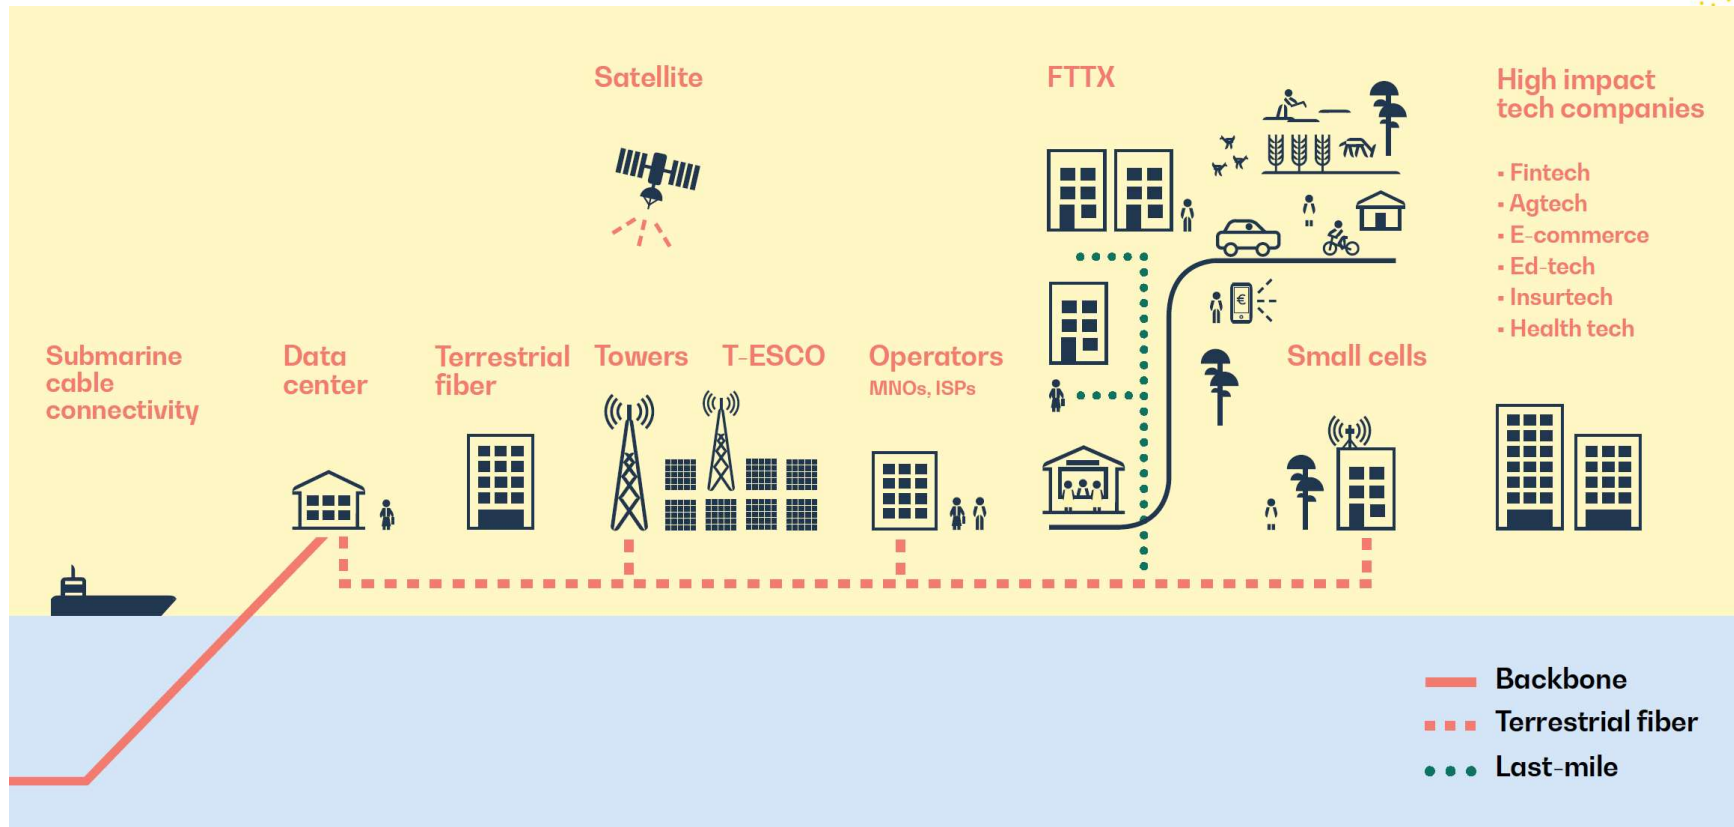 Satellite
FTTX
High impact
tech companies
▪ Fintech
▪ Agtech
▪ E-commerce
▪ Ed-tech
▪ Insurtech
▪ Health tech
Submarine
cable
connectivity
Data
center
Terrestrial
fiber
Towers
T-ESCO
Operators
MNOs, ISPs
€
Small cells
Backbone
Terrestrial fiber
Last-mile